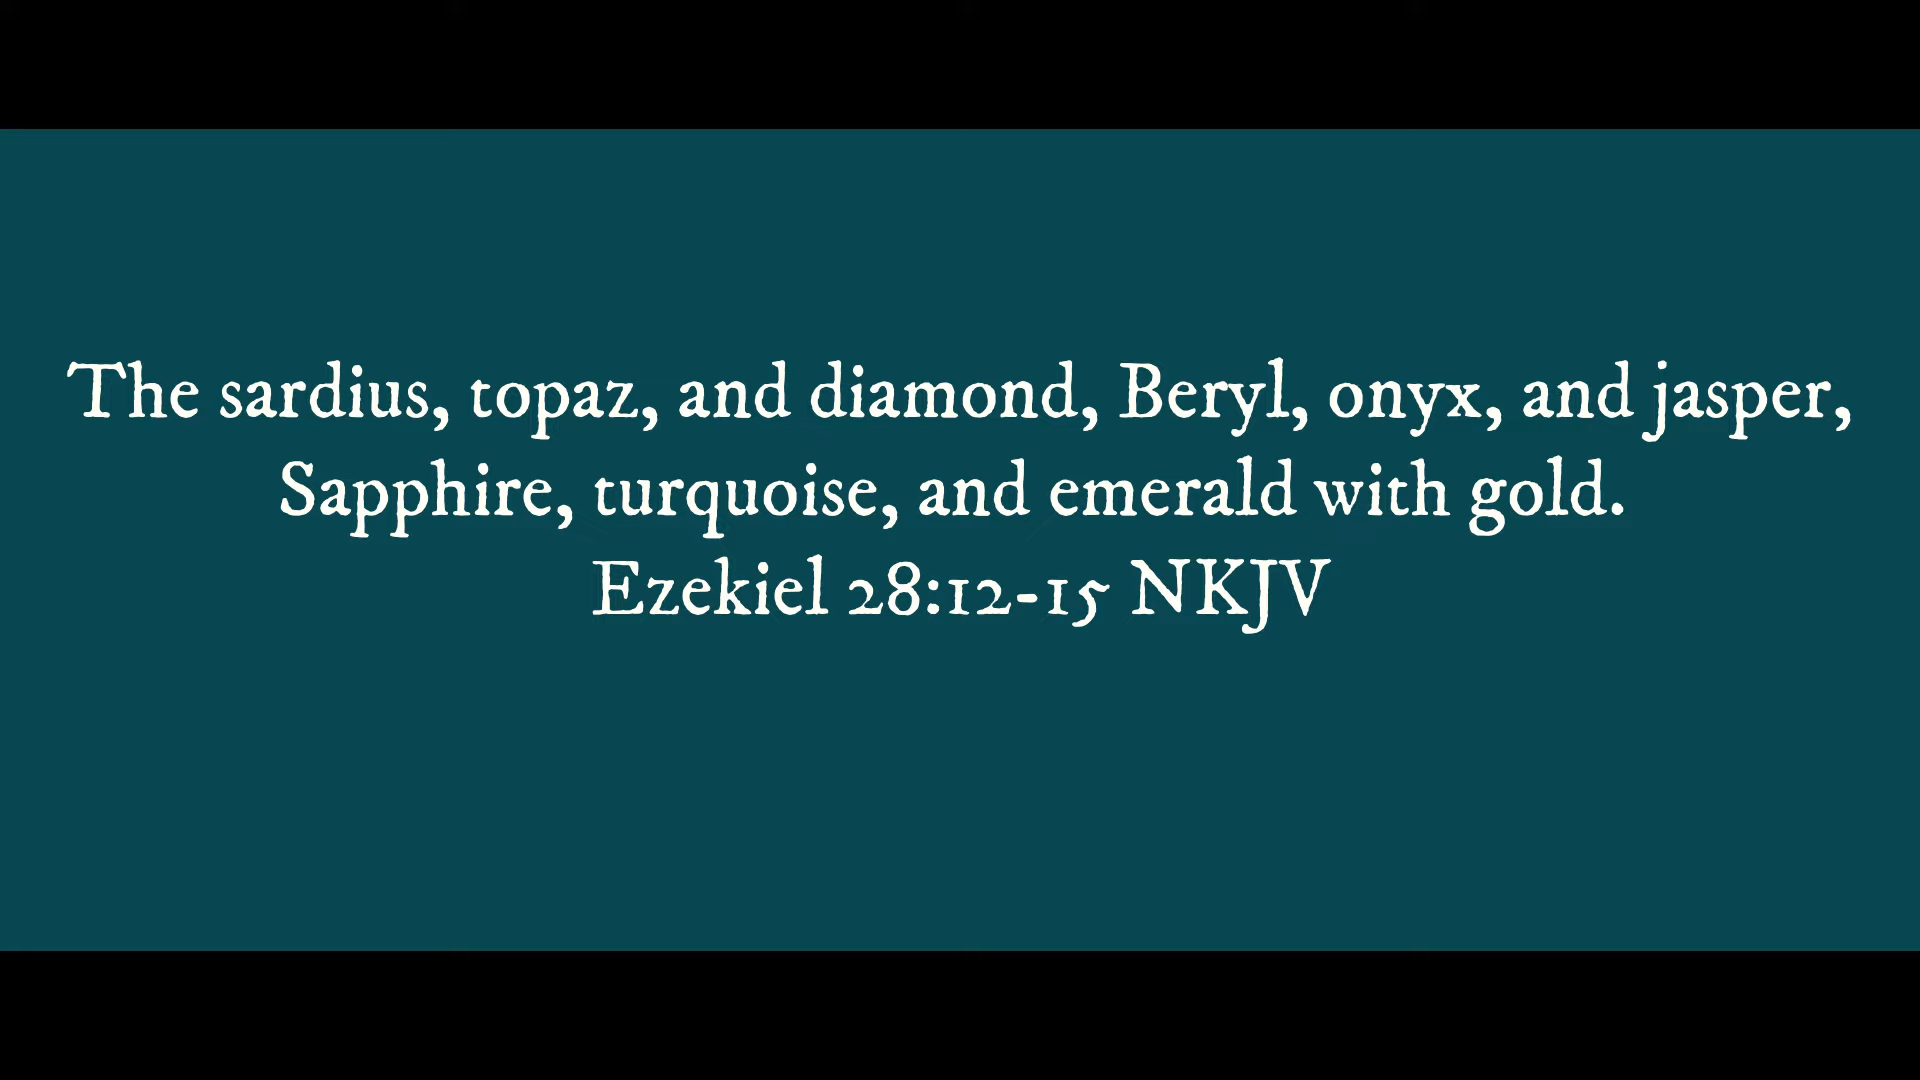 The sardius, topaz, and diamond, Beryl, onyx, and jasper,
Sapphire, turquoise, and emerald with gold.
Ezekiel 28:12-15 NKJV